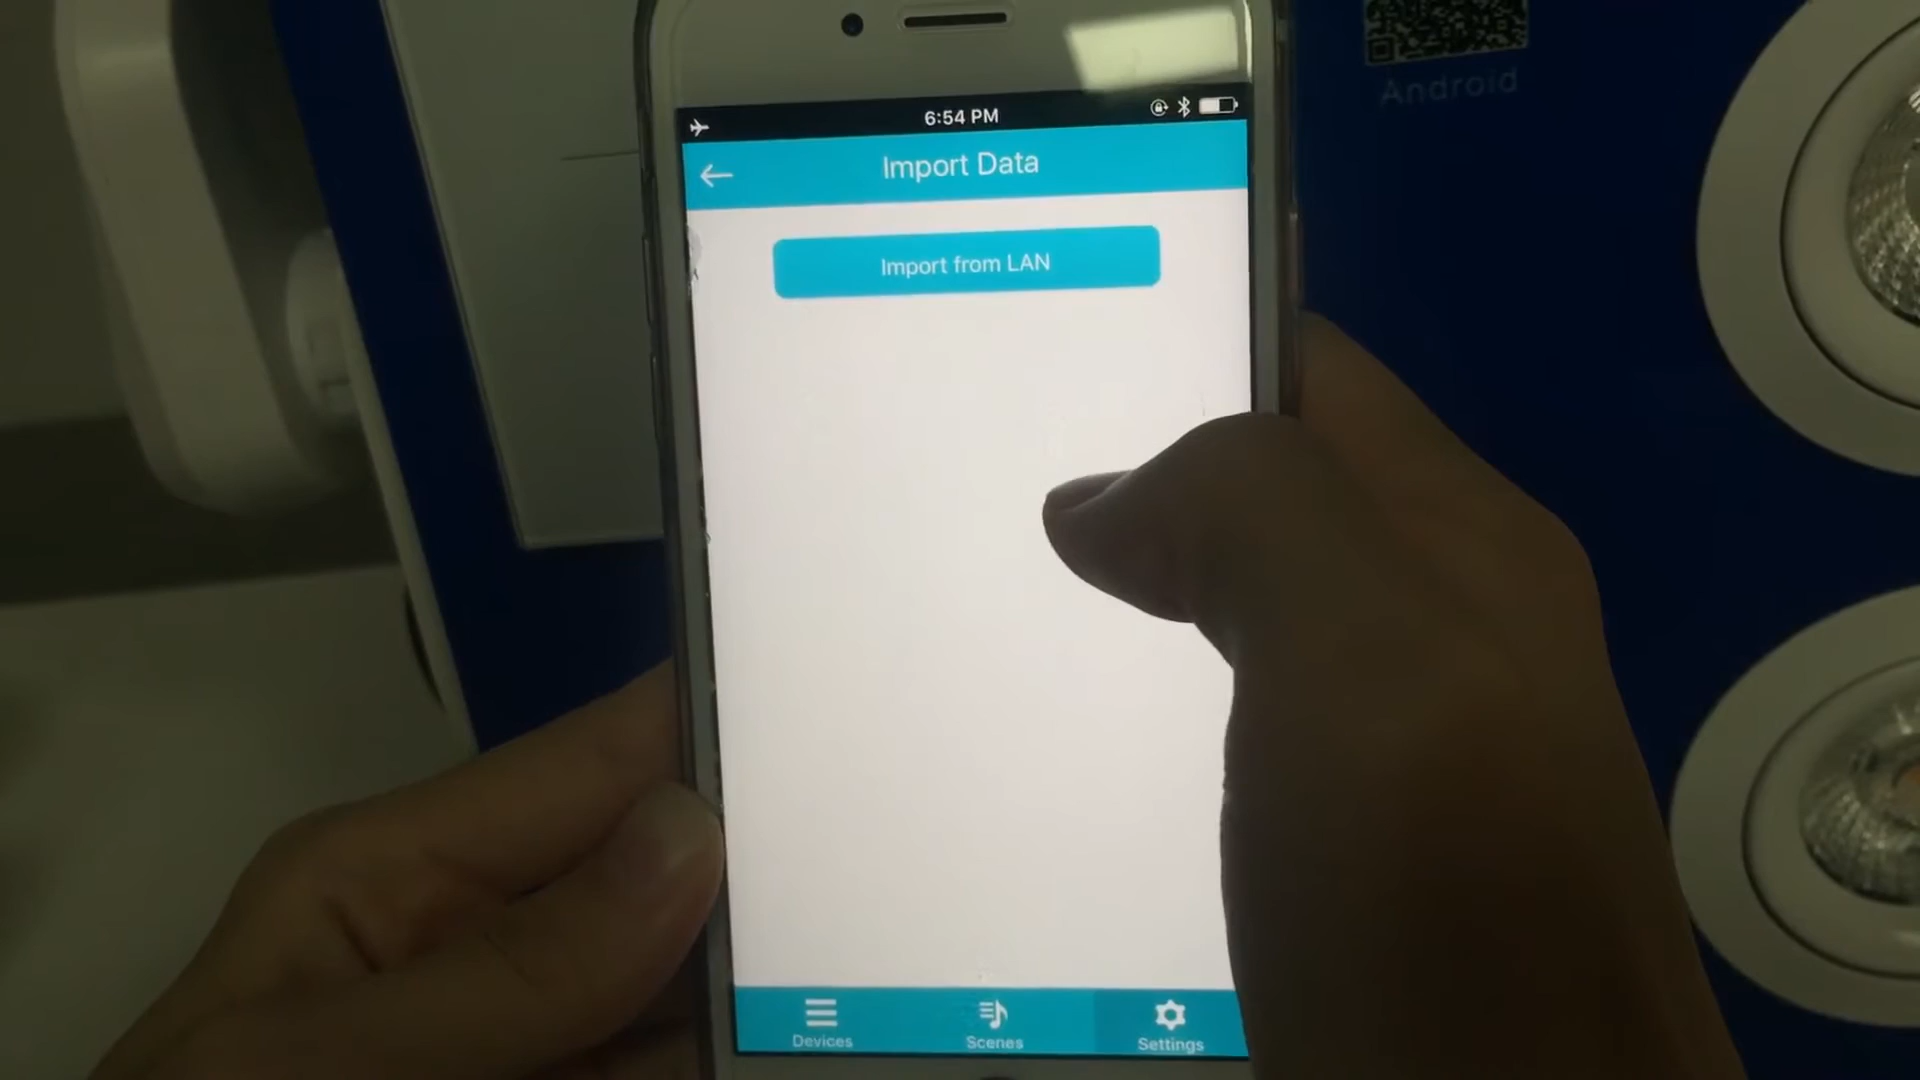 Android
6:54 PM
Import Data
Import from LAN
Devices
Scenes
Settings